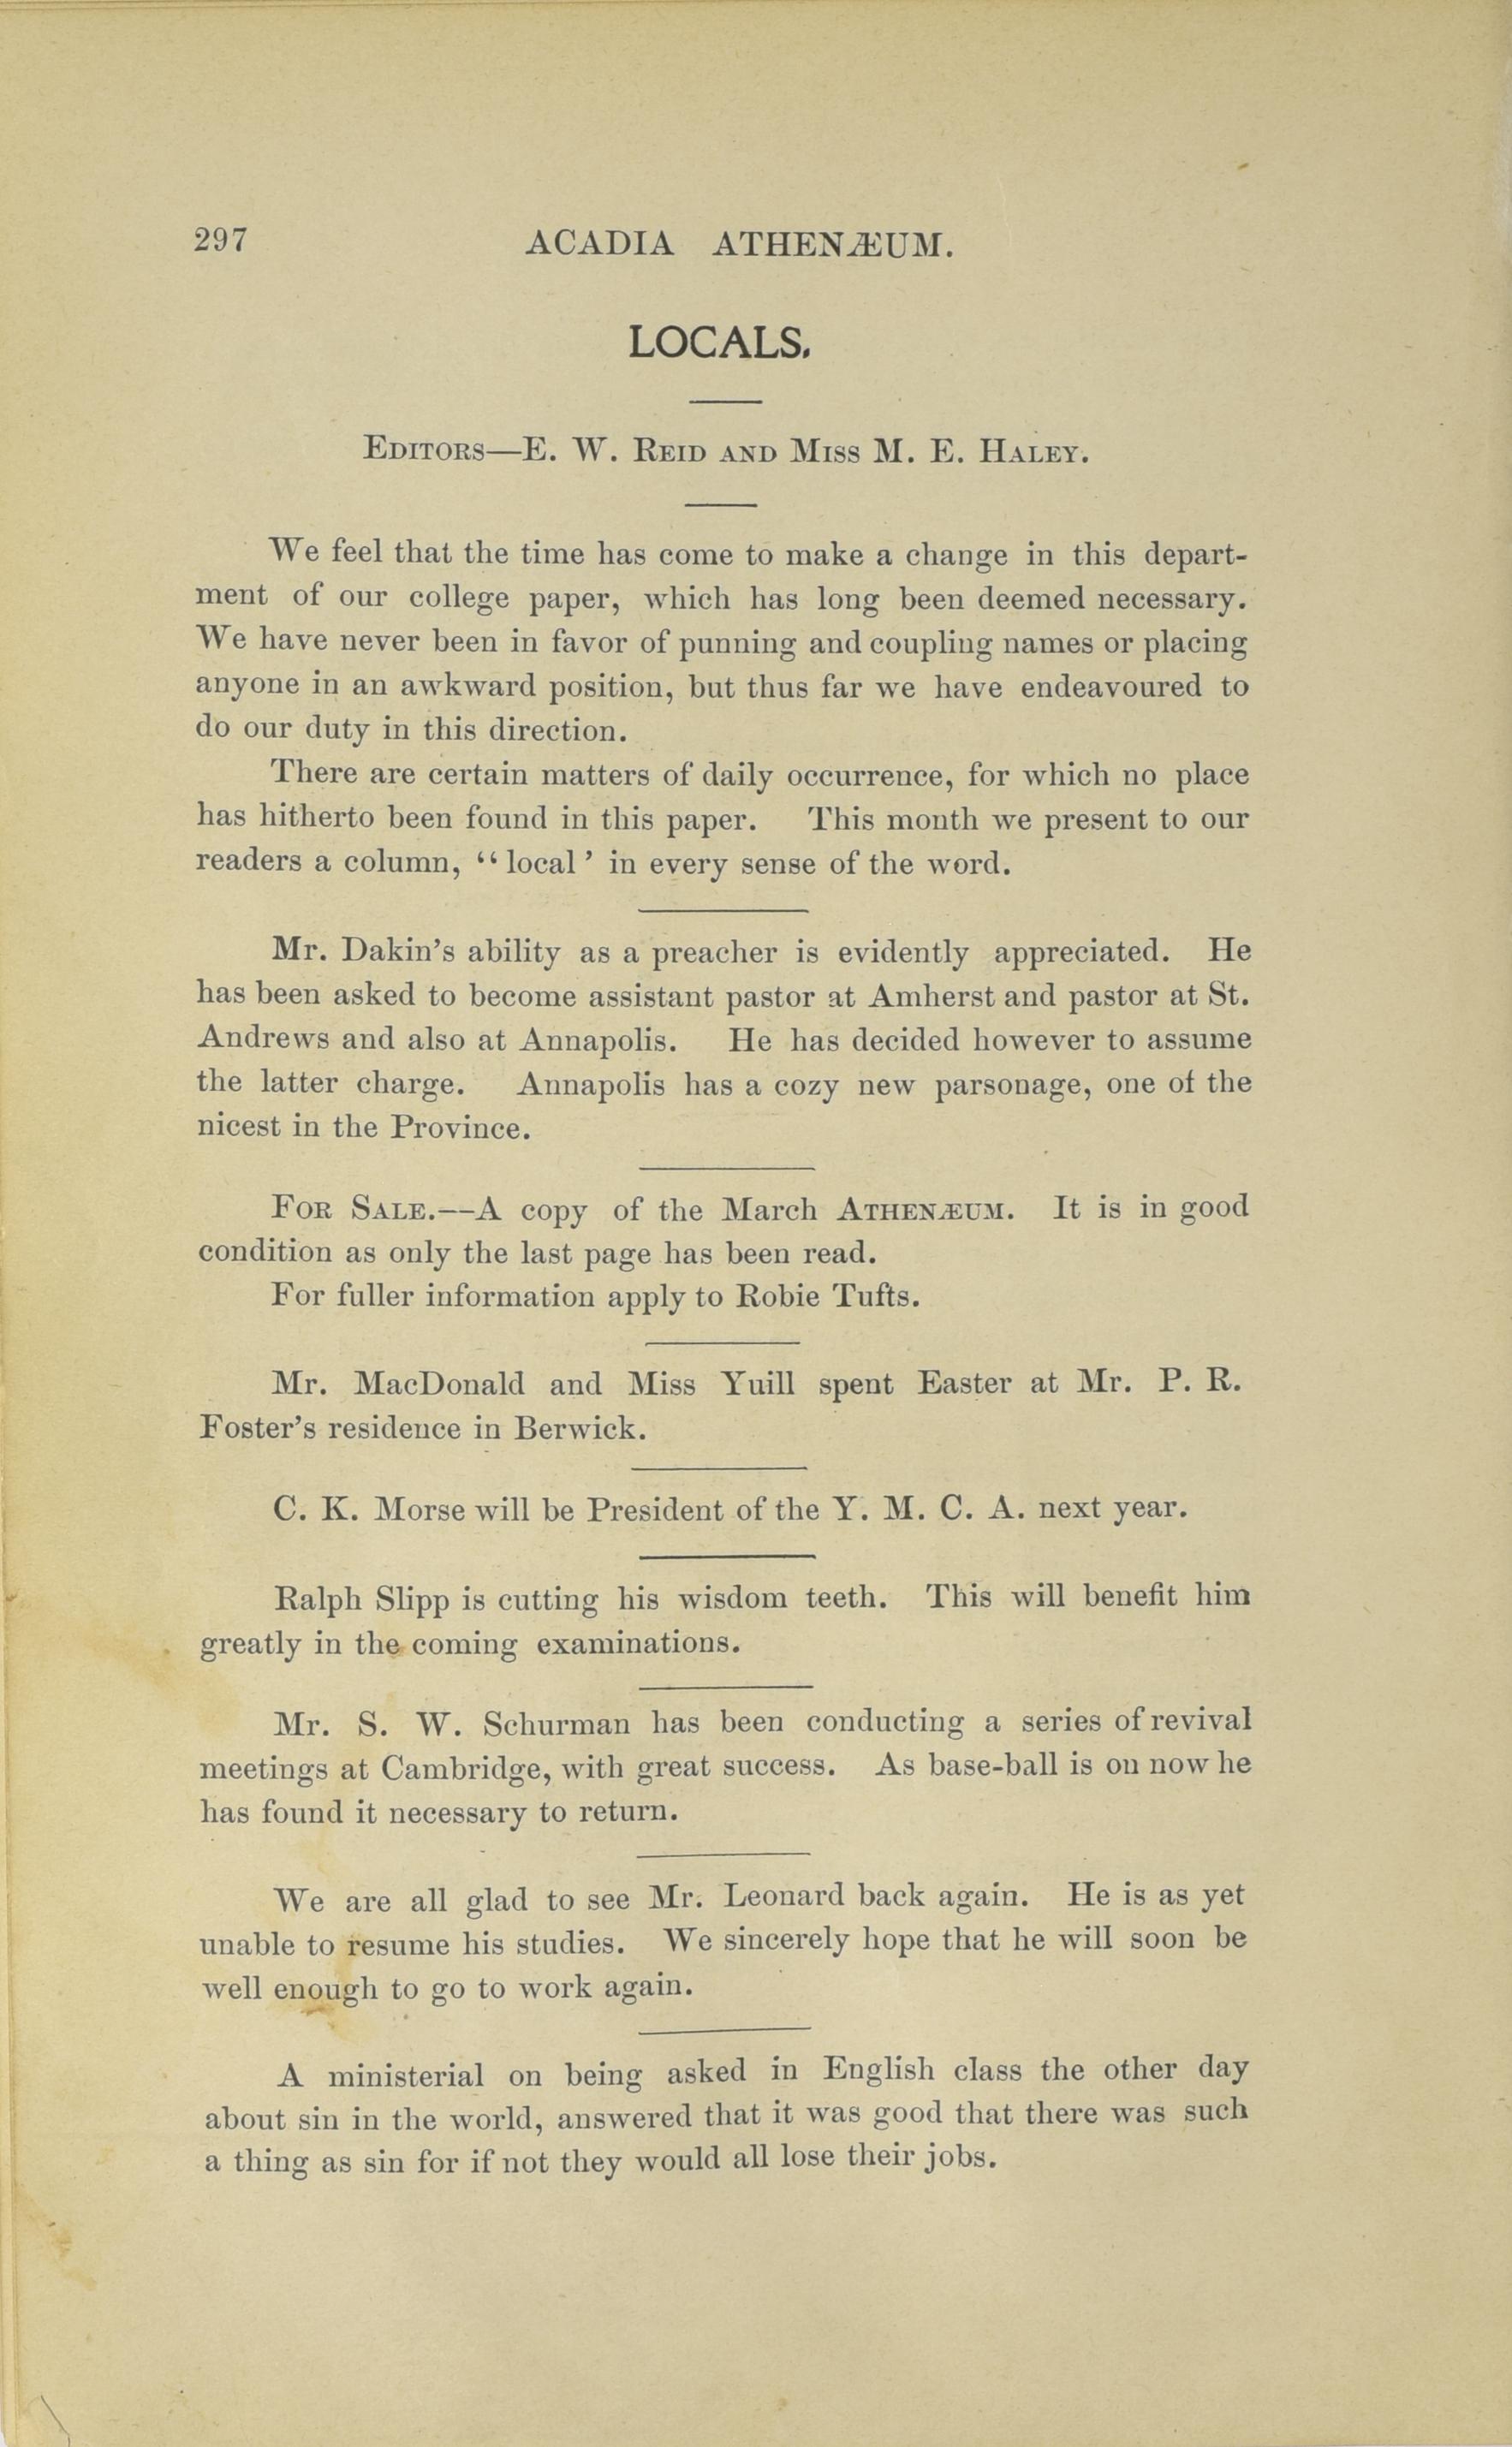 297 ACADIA ATHENÆUM.
LOCALS.
EDITORS—E. W. REID AND MISS M. E. HALEY.
We feel that the time has come to make a change in this depart-
ment of our college paper, which has long been deemed necessary.
We have never been in favor of punning and coupling names or placing
anyone in an awkward position, but thus far we have endeavoured to
do our duty in this direction.
There are certain matters of daily occurrence, for which no place
has hitherto been found in this paper. This month we present to our
readers a column, “local’ in every sense of the word.
Mr. Dakin’s ability as a preacher is evidently appreciated. He
has been asked to become assistant pastor at Amherst and pastor at St.
Andrews and also at Annapolis. He has decided however to assume
the latter charge. Annapolis has a cozy new parsonage, one of the
nicest in the Province.
FOR SALE.--A copy of the March ATHENÆUM. It is in good
condition as only the last page has been read.
For fuller information apply to Robie Tufts.
Mr. MacDonald and Miss Yuill spent Easter at Mr. P. R.
Foster’s residence in Berwick.
C. K. Morse will be President of the Y. M. C. A. next year.
Ralph Slipp is cutting his wisdom teeth. This will benefit him
greatly in the coming examinations.
Mr. S. W. Schurman has been conducting a series of revival
meetings at Cambridge, with great success. As base-ball is on now he
has found it necessary to return.
We are all glad to see Mr. Leonard back again. He is as yet
unable to resume his studies. We sincerely hope that he will soon be
well enough to go to work again.
A ministerial on being asked in English class the other day
about sin in the world, answered that it was good that there was such
a thing as sin for if not they would all lose their jobs.